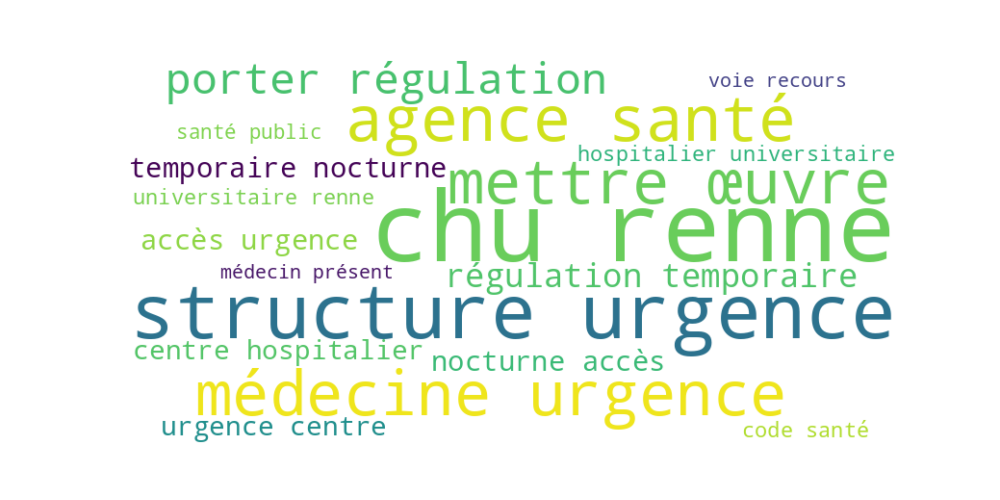 porter régulation
voie recours
agence santé
santé public
hospitalier universitaire
temporaire nocturne
mettre œuvre
universitaire renne
chu renne
accès urgence
médecin présent
régulation temporaire
structure urgence
centre hospitalier
nocturne accès
médecine urgence
urgence centre
code santé